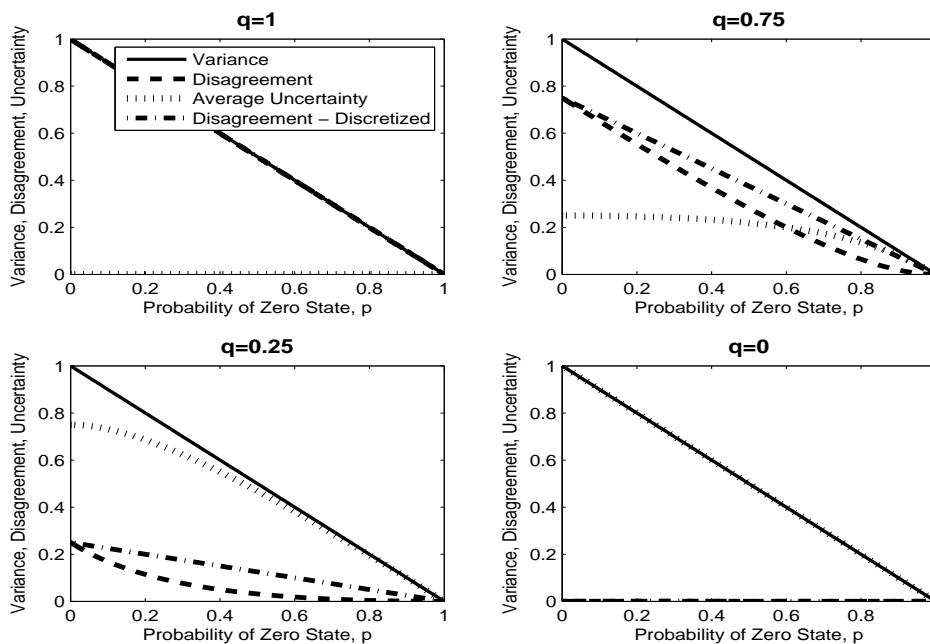 q=1
Variance, Disagreement, Uncertainty
1
0.8
0.6
0.4
0.2
0
Variance
Disagreement
Average Uncertainty
Disagreement − Discretized
0 0.2 0.4 0.6 0.8 1
Probability of Zero State, p
q=0.75
Variance, Disagreement, Uncertainty
1
0.8
0.6
0.4
0.2
0
0 0.2 0.4 0.6 0.8
Probability of Zero State, p
q=0.25
Variance, Disagreement, Uncertainty
1
0.8
0.6
0.4
0.2
0
0 0.2 0.4 0.6 0.8 1
Probability of Zero State, p
q=0
Variance, Disagreement, Uncertainty
1
0.8
0.6
0.4
0.2
0
0 0.2 0.4 0.6 0.8
Probability of Zero State, p